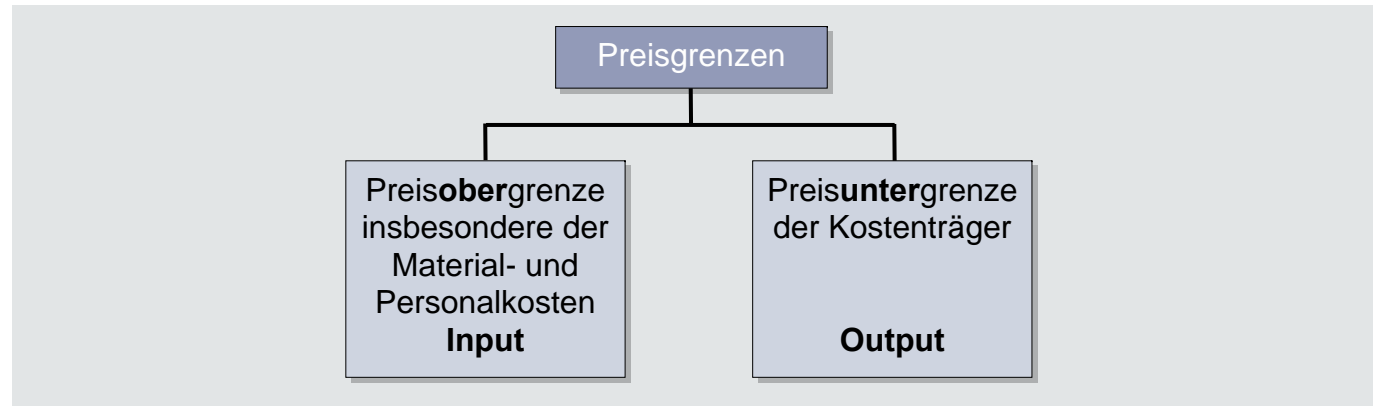 Preisgrenzen
Preisobergrenze
insbesondere der
Material- und
Personalkosten
Input
Preisuntergrenze
der Kostenträger
Output